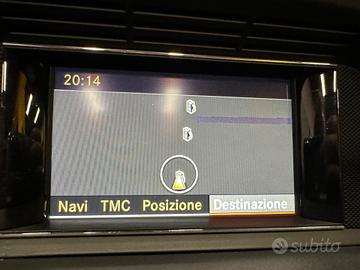 20:14
Navi TMC Posizione Destinazione
subito